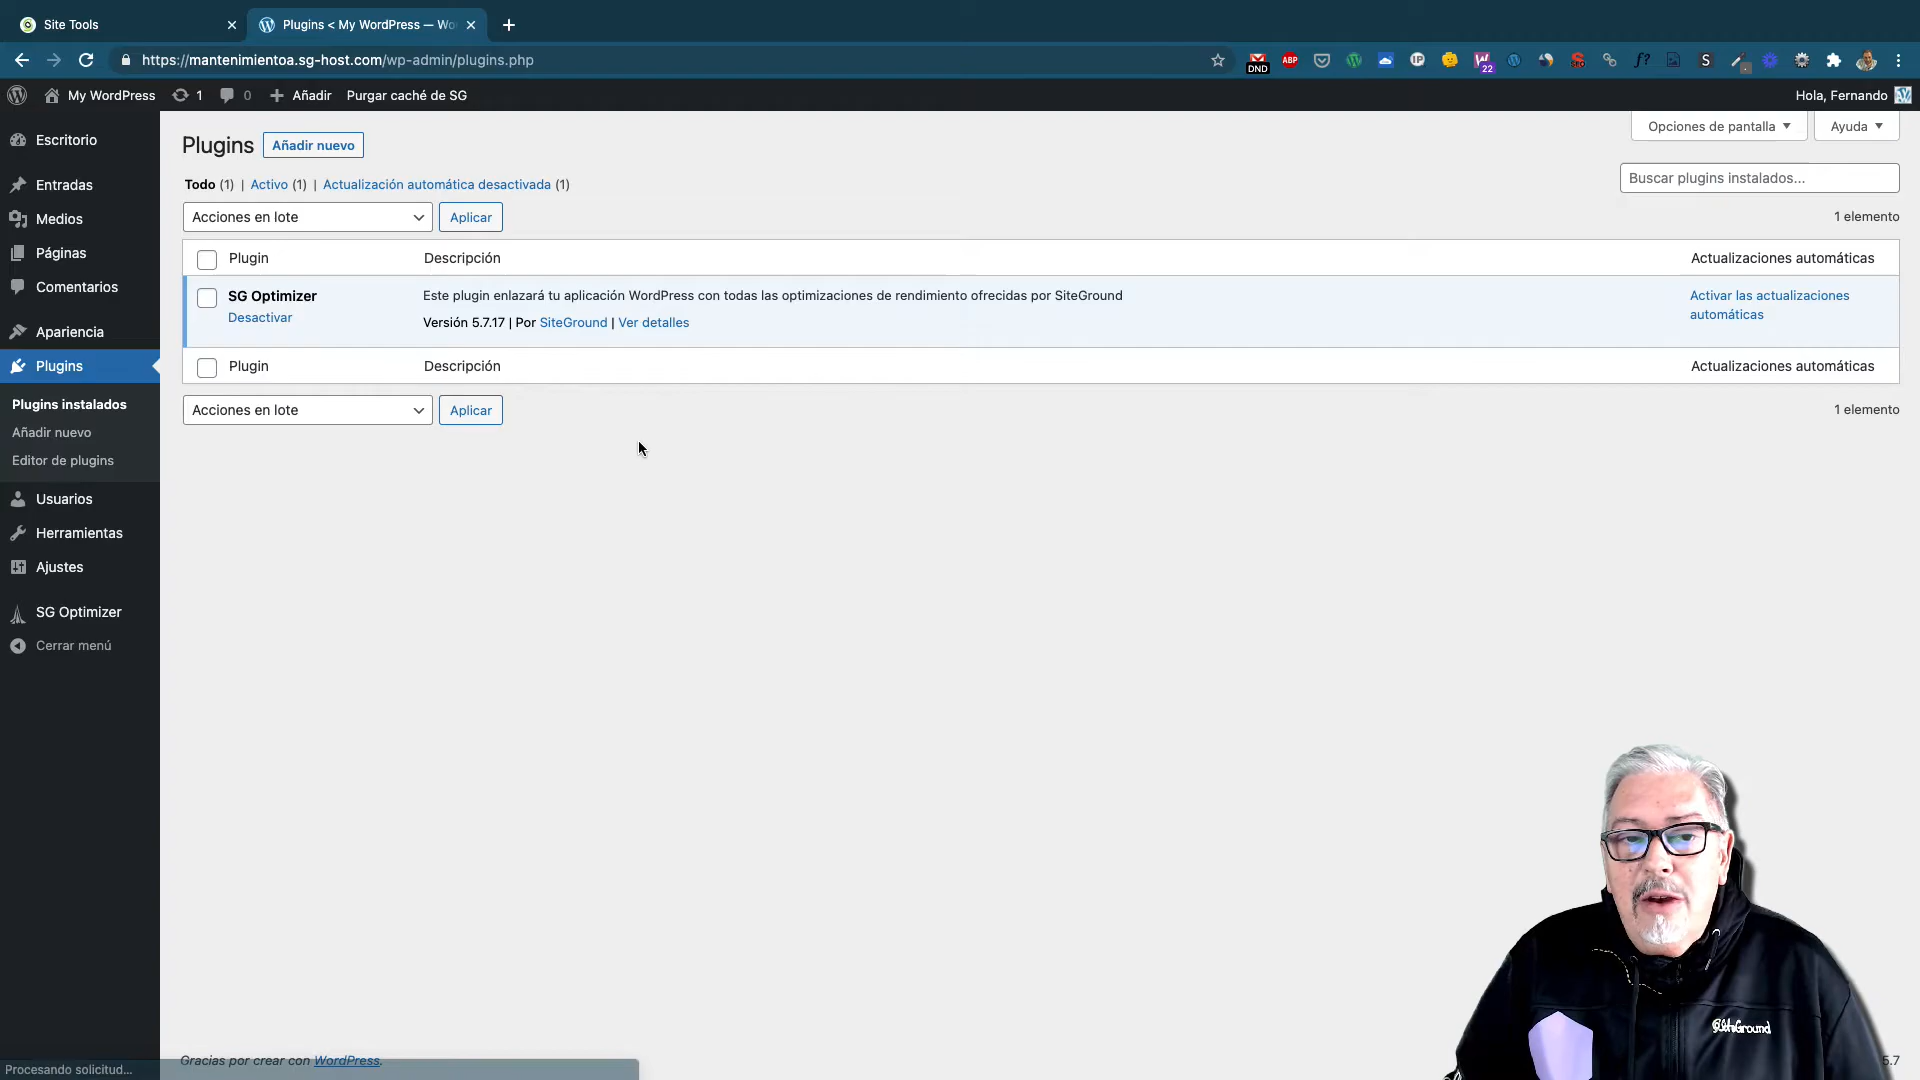 Site Tools
Plugins < My WordPress — Wo
https://mantenimientoa.sg-host.com/wp-admin/plugins.php
DND
ABP
IP
22
SEO
f?
S
My WordPress
1
0
Añadir
Purgar caché de SG
Hola, Fernando
Escritorio
Entradas
Medios
Páginas
Comentarios
Apariencia
Plugins
Plugins instalados
Añadir nuevo
Editor de plugins
Usuarios
Herramientas
Ajustes
SG Optimizer
Cerrar menú
Plugins
Añadir nuevo
Opciones de pantalla
Ayuda
Todo (1) | Activo (1) | Actualización automática desactivada (1)
Buscar plugins instalados...
Acciones en lote
Aplicar
1 elemento
Plugin
Descripción
Actualizaciones automáticas
SG Optimizer
Desactivar
Este plugin enlazará tu aplicación WordPress con todas las optimizaciones de rendimiento ofrecidas por SiteGround
Versión 5.7.17 | Por SiteGround | Ver detalles
Activar las actualizaciones
automáticas
Plugin
Descripción
Actualizaciones automáticas
Acciones en lote
Aplicar
1 elemento
SiteGround
Gracias por crear con WordPress.
5.7
Procesando solicitud...